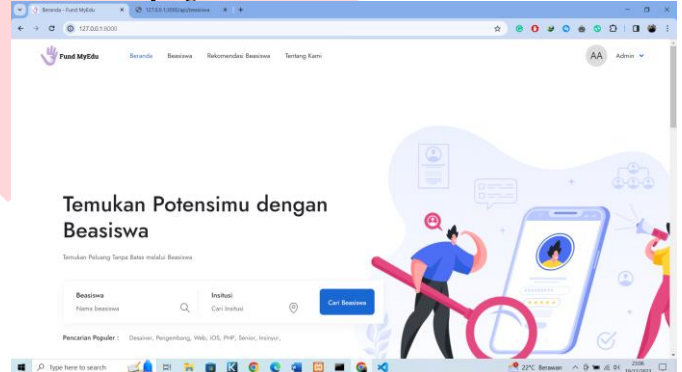 Beranda - Fund MyEdu
127.0.0.1:8000/api/beasiswa
127.0.0.1:8000
Fund MyEdu
Beranda
Beasiswa
Rekomendasi Beasiswa
Tentang Kami
AA
Admin
Temukan Potensimu dengan
Beasiswa
Temukan Peluang Tanpa Batas melalui Beasiswa
Beasiswa
Nama beasiswa
Insitusi
Cari Insitusi
Cari Beasiswa
Pencarian Populer :
Desainer, Pengembang, Web, IOS, PHP, Senior, Insinyur,
Type here to search
22°C Berawan